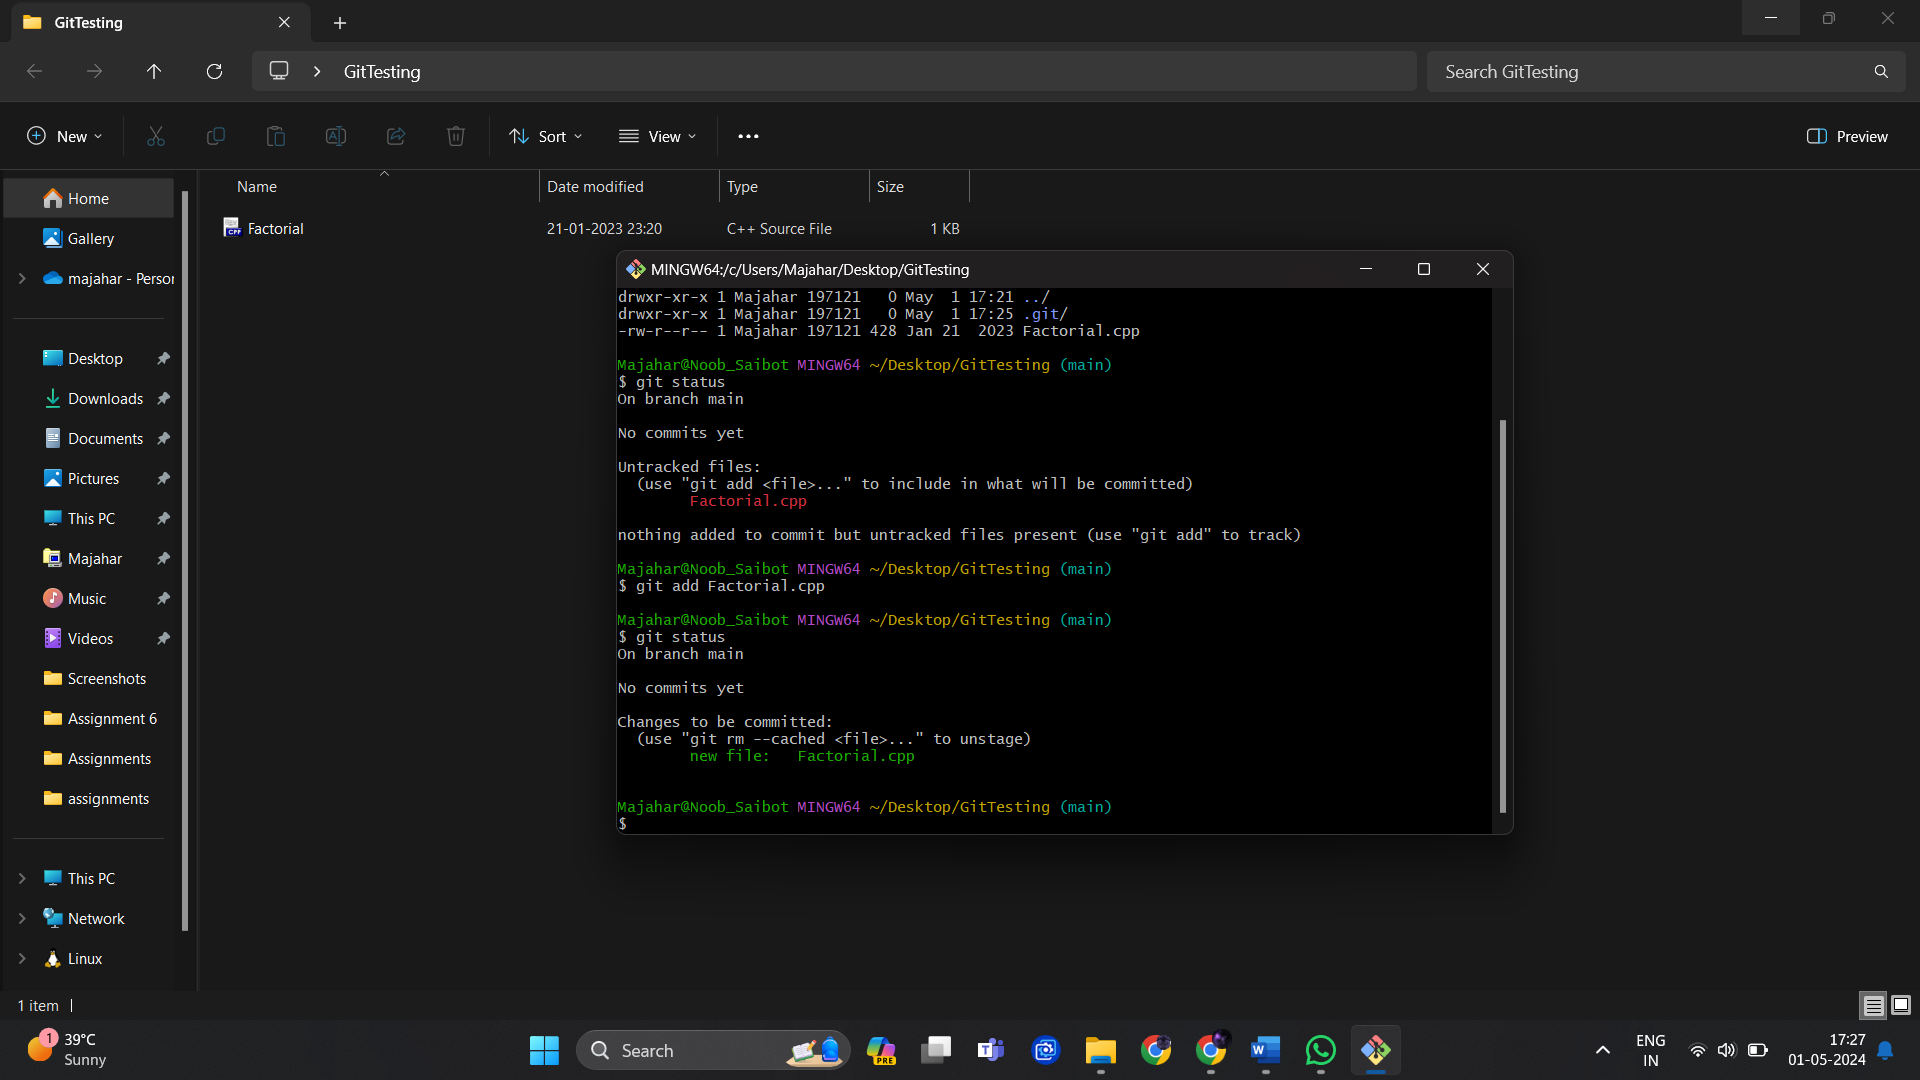 GitTesting
GitTesting
Search GitTesting
New
Sort
View
Preview
Name
Date modified
Type
Size
Factorial
21-01-2023 23:20
C++ Source File
1 KB
Home
Gallery
majahar - Person
Desktop
Downloads
Documents
Pictures
This PC
Majahar
Music
Videos
Screenshots
Assignment 6
Assignments
assignments
This PC
Network
Linux
MINGW64:/c/Users/Majahar/Desktop/GitTesting
drwxr-xr-x 1 Majahar 197121   0 May  1 17:21 ../
drwxr-xr-x 1 Majahar 197121   0 May  1 17:25 .git/
-rw-r--r-- 1 Majahar 197121 428 Jan 21  2023 Factorial.cpp
Majahar@Noob_Saibot MINGW64 ~/Desktop/GitTesting (main)
$ git status
On branch main
No commits yet
Untracked files:
  (use "git add <file>..." to include in what will be committed)
        Factorial.cpp
nothing added to commit but untracked files present (use "git add" to track)
Majahar@Noob_Saibot MINGW64 ~/Desktop/GitTesting (main)
$ git add Factorial.cpp
Majahar@Noob_Saibot MINGW64 ~/Desktop/GitTesting (main)
$ git status
On branch main
No commits yet
Changes to be committed:
  (use "git rm --cached <file>..." to unstage)
        new file:   Factorial.cpp
Majahar@Noob_Saibot MINGW64 ~/Desktop/GitTesting (main)
$
1 item
1
39°C
Sunny
Search
PRE
ENG
IN
17:27
01-05-2024